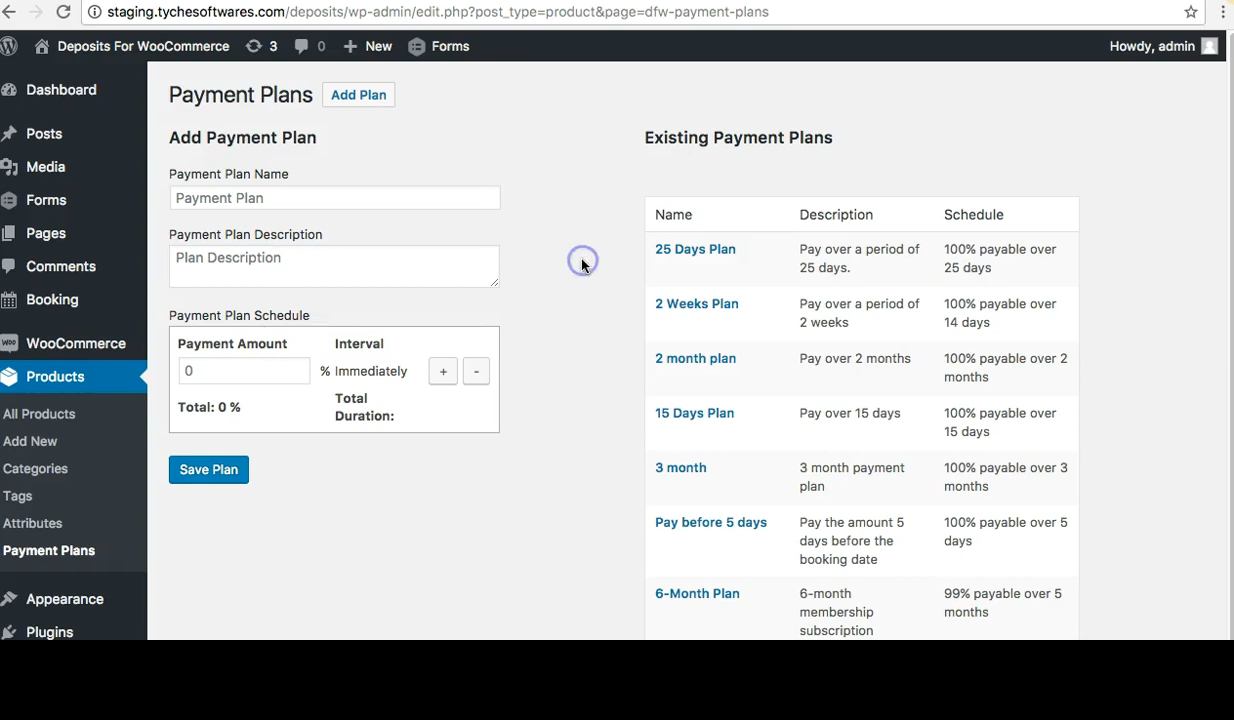 staging.tychesoftwares.com/deposits/wp-admin/edit.php?post_type=product&page=dfw-payment-plans
Deposits For WooCommerce 3 0 New Forms Howdy, admin
Dashboard
Posts
Media
Forms
Pages
Comments
Booking
WooCommerce
Products
All Products
Add New
Categories
Tags
Attributes
Payment Plans
Appearance
Plugins
Payment Plans Add Plan
Add Payment Plan
Payment Plan Name
Payment Plan
Payment Plan Description
Plan Description
Payment Plan Schedule
Payment Amount Interval
0 % Immediately + -
Total: 0 % Total
Duration:
Save Plan
Existing Payment Plans
Name Description Schedule
25 Days Plan Pay over a period of 100% payable over
25 days. 25 days
2 Weeks Plan Pay over a period of 100% payable over
2 weeks 14 days
2 month plan Pay over 2 months 100% payable over 2
months
15 Days Plan Pay over 15 days 100% payable over
15 days
3 month 3 month payment 100% payable over 3
plan months
Pay before 5 days Pay the amount 5 100% payable over 5
days before the days
booking date
6-Month Plan 6-month 99% payable over 5
membership months
subscription